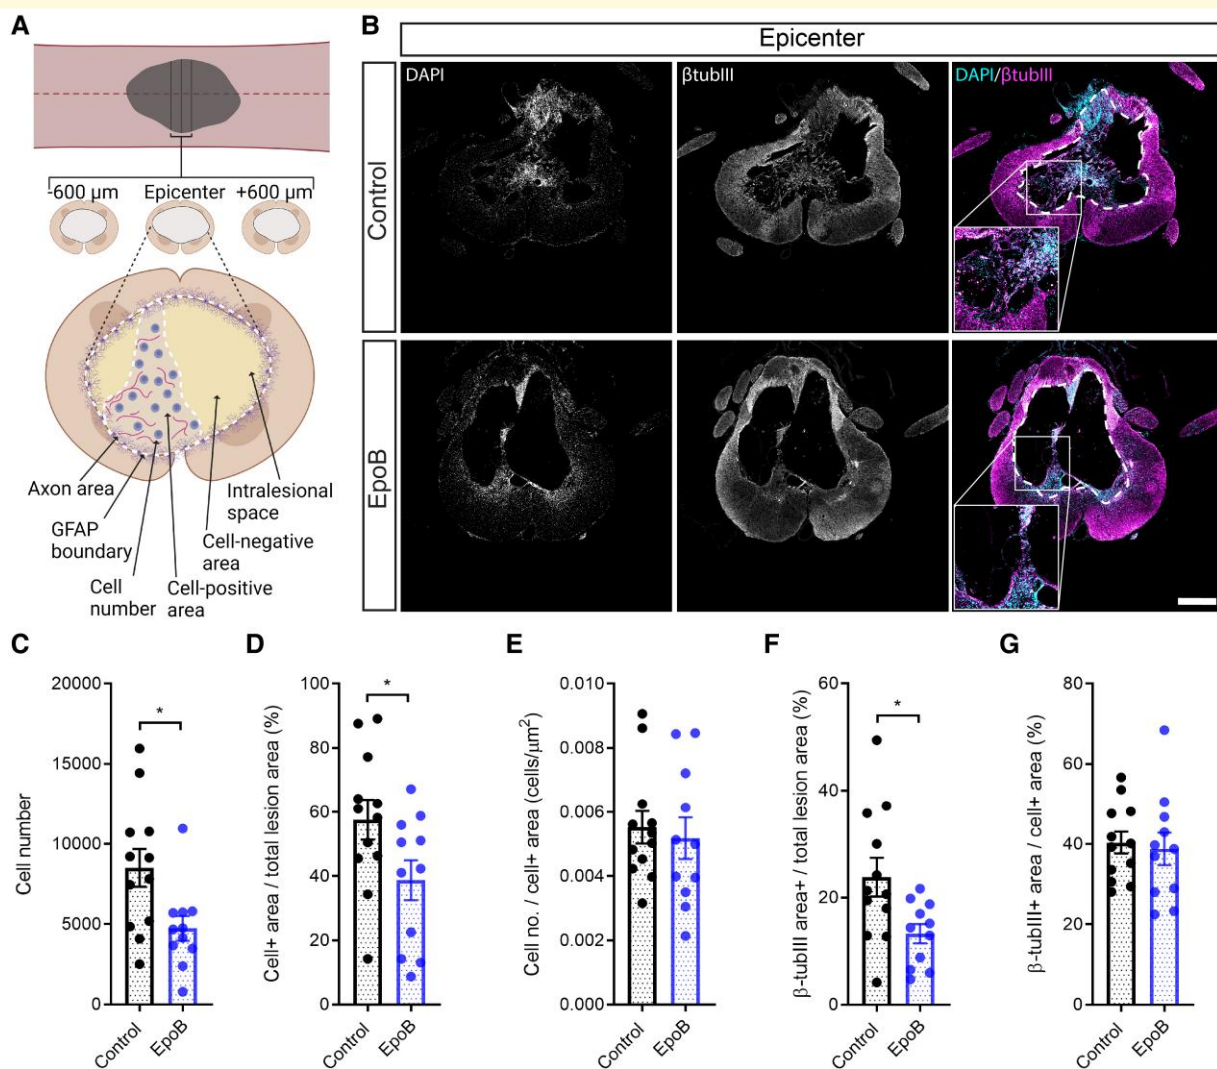 A
-600 µm
Epicenter
+600 µm
Axon area
GFAP
boundary
Cell
number
Cell-positive
area
Cell-negative
area
Intralesional
space
B
Epicenter
Control
DAPI
βtubIII
DAPI/βtubIII
EpoB
C
Cell number
20000
15000
10000
5000
0
*
Control
EpoB
D
Cell+ area / total lesion area (%)
100
80
60
40
20
0
*
Control
EpoB
E
Cell no. / cell+ area (cells/µm²)
0.010
0.008
0.006
0.004
0.002
0.000
Control
EpoB
F
β-tubIII area+ / total lesion area (%)
60
40
20
0
*
Control
EpoB
G
β-tubIII+ area / cell+ area (%)
80
60
40
20
0
Control
EpoB